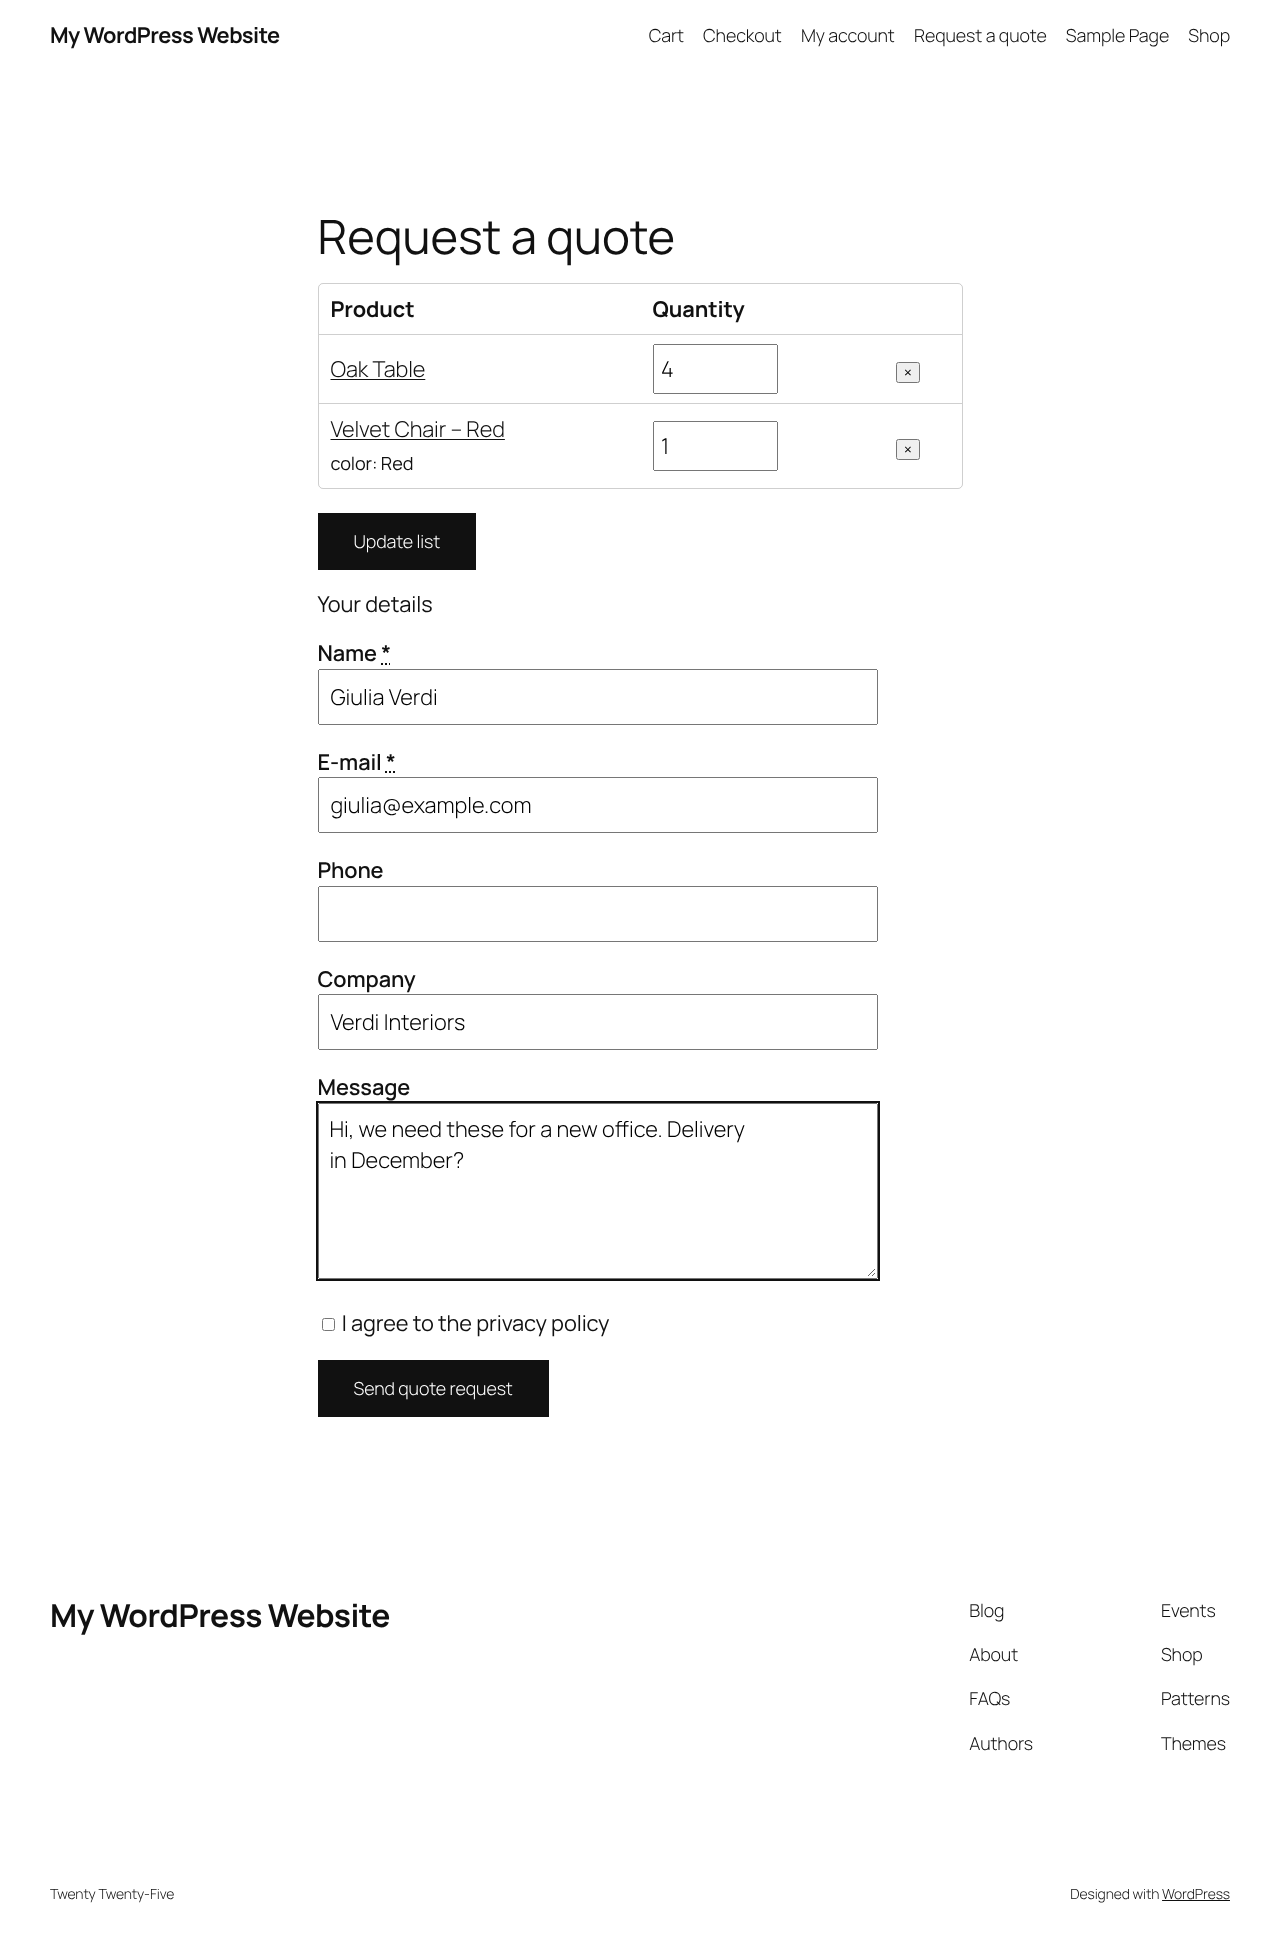 My WordPress Website
Cart Checkout My account Request a quote Sample Page Shop
Request a quote
Product Quantity
Oak Table 4 ×
Velvet Chair – Red 1 ×
color: Red
Update list
Your details
Name *
Giulia Verdi
E-mail *
giulia@example.com
Phone
Company
Verdi Interiors
Message
Hi, we need these for a new office. Delivery
in December?
I agree to the privacy policy
Send quote request
My WordPress Website
Blog
About
FAQs
Authors
Events
Shop
Patterns
Themes
Twenty Twenty-Five
Designed with WordPress